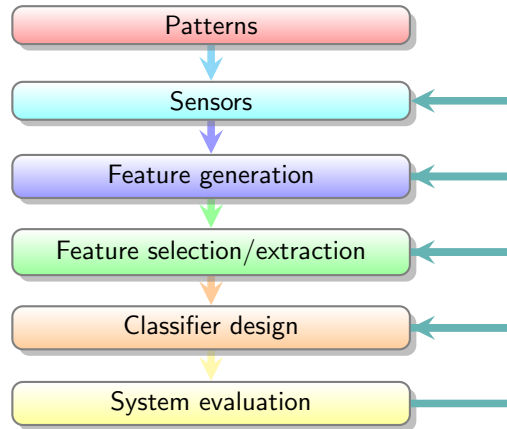 Patterns
Sensors
Feature generation
Feature selection/extraction
Classifier design
System evaluation